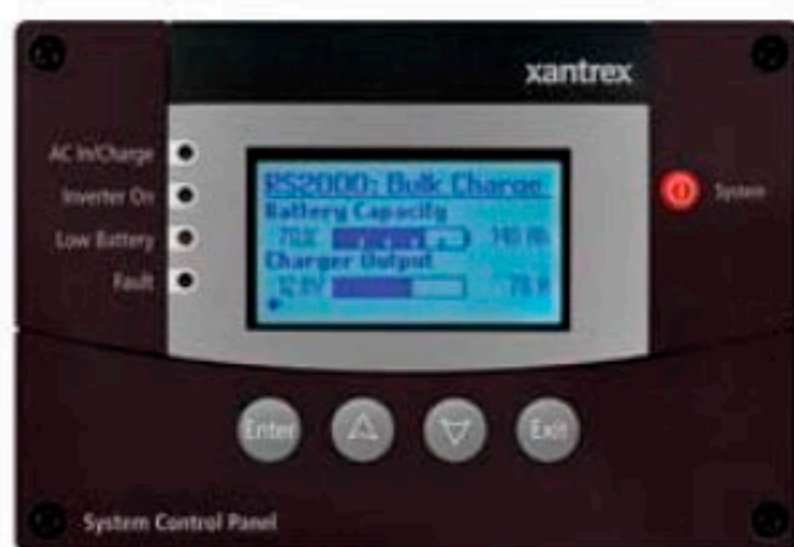 xantrex
AC In/Charge
Inverter On
Low Battery
Fault
System
RS2000: Bulk Charge
Battery Capacity
Charger Output
Enter
Exit
System Control Panel